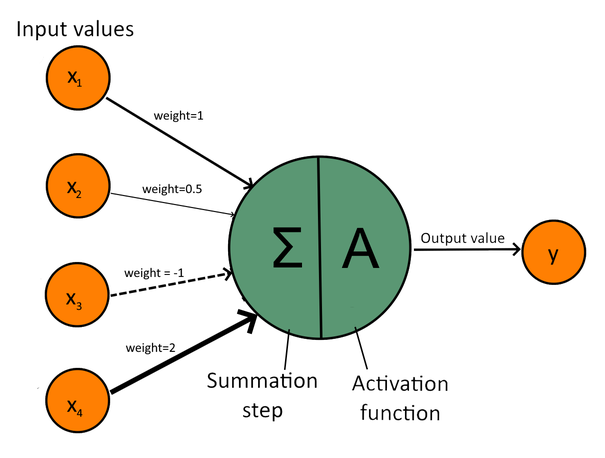 Input values
x₁
weight=1
x₂
weight=0.5
x₃
weight = -1
x₄
weight=2
Σ
A
Output value
y
Summation
step
Activation
function